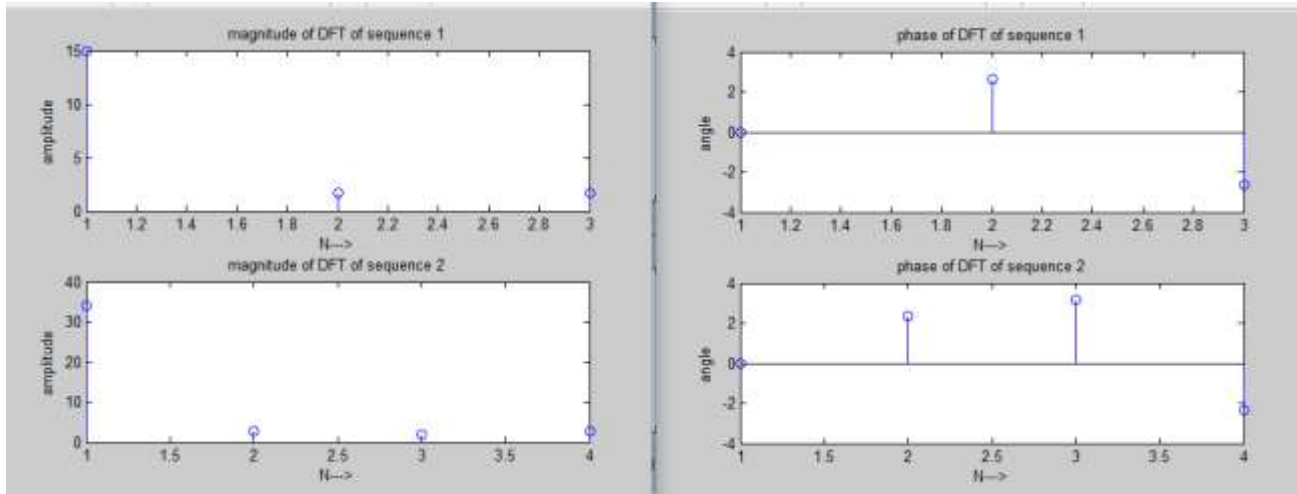 magnitude of DFT of sequence 1
15
10
5
0
amplitude
1 1.2 1.4 1.6 1.8 2 2.2 2.4 2.6 2.8 3
N--->
magnitude of DFT of sequence 2
40
30
20
10
0
amplitude
1 1.5 2 2.5 3 3.5 4
N--->
phase of DFT of sequence 1
4
2
0
-2
-4
angle
1 1.2 1.4 1.6 1.8 2 2.2 2.4 2.6 2.8 3
N--->
phase of DFT of sequence 2
4
2
0
-2
-4
angle
1 1.5 2 2.5 3 3.5 4
N--->